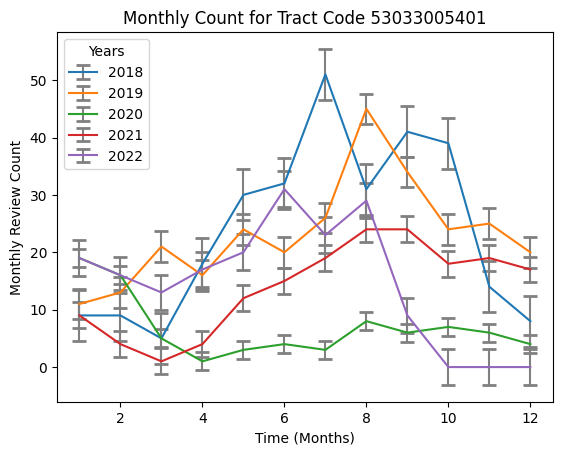 Monthly Count for Tract Code 53033005401
Monthly Review Count
50
40
30
20
10
0
Years
2018
2019
2020
2021
2022
2 4 6 8 10 12
Time (Months)